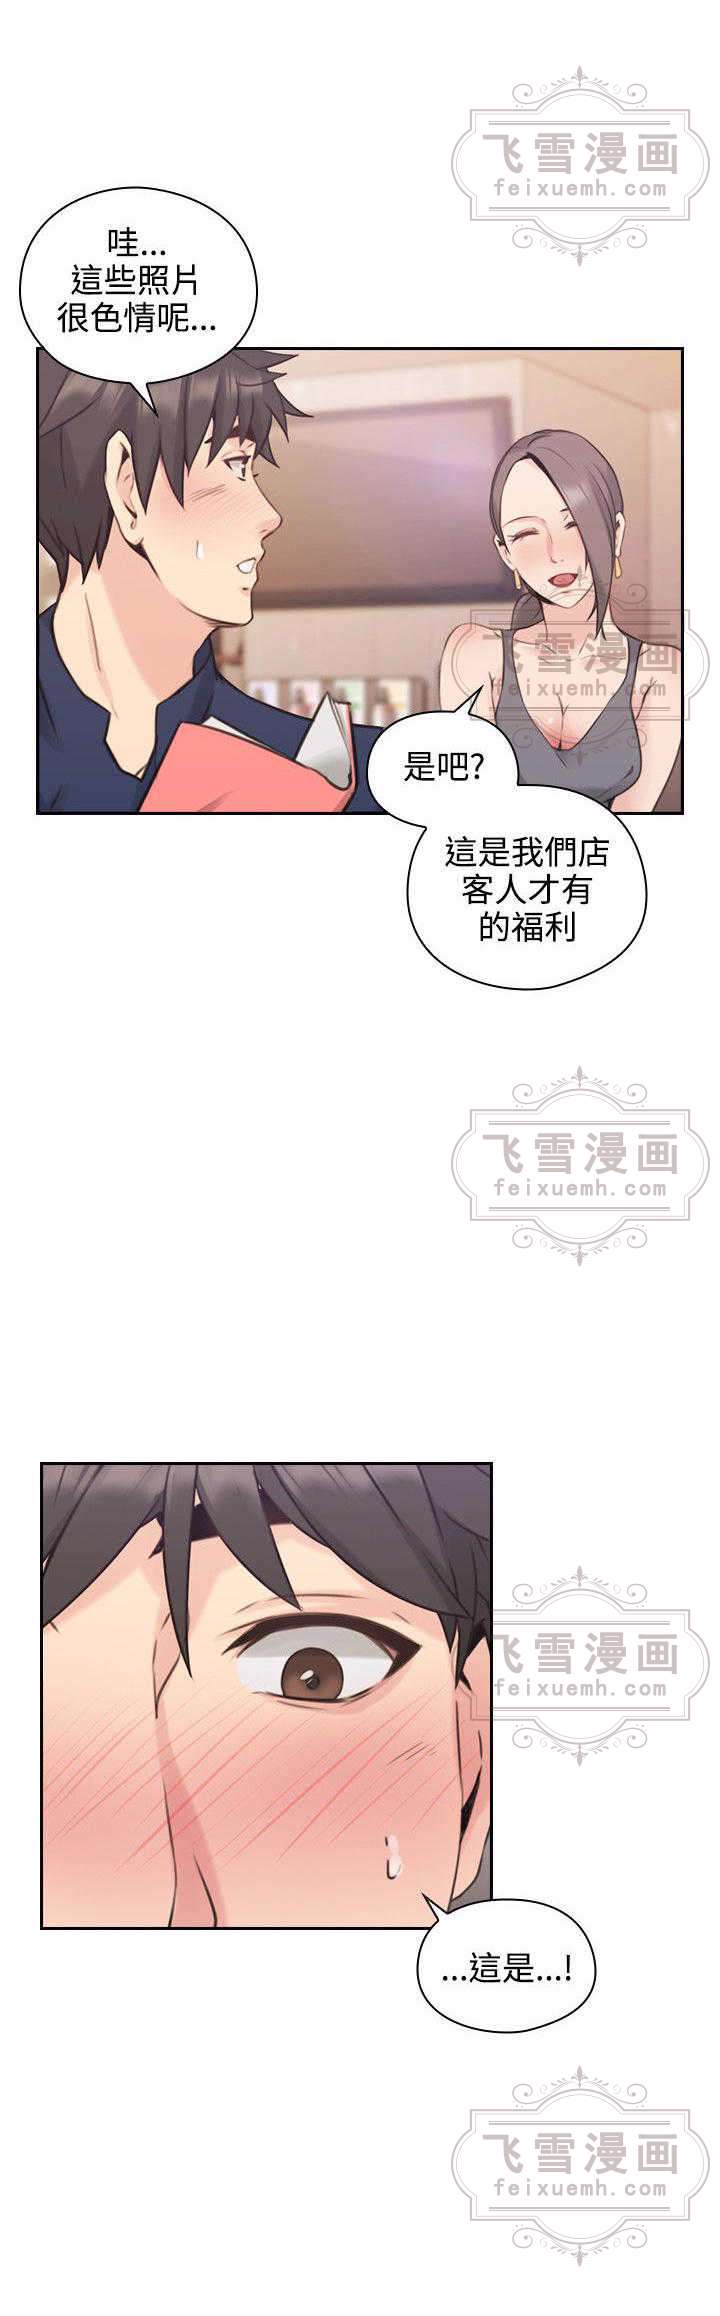 飞雪漫画
feixuemh.com
哇...
這些照片
很色情呢...
飞雪漫画
feixuemh.com
是吧?
這是我們店
客人才有
的福利
飞雪漫画
feixuemh.com
飞雪漫画
feixuemh.com
...這是...!
飞雪漫画
feixuemh.com